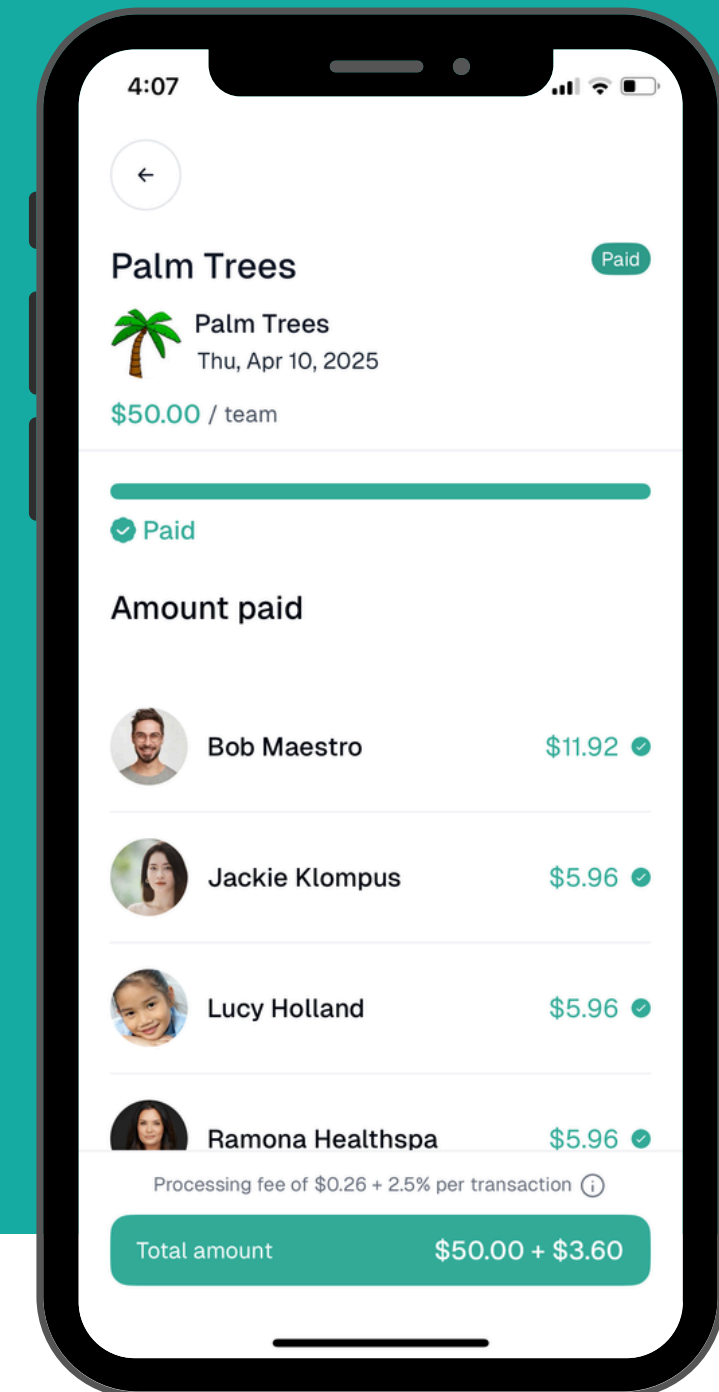 4:07
Palm Trees
Paid
Palm Trees
Thu, Apr 10, 2025
$50.00 / team
Paid
Amount paid
Bob Maestro $11.92
Jackie Klompus $5.96
Lucy Holland $5.96
Ramona Healthspa $5.96
Processing fee of $0.26 + 2.5% per transaction
Total amount $50.00 + $3.60